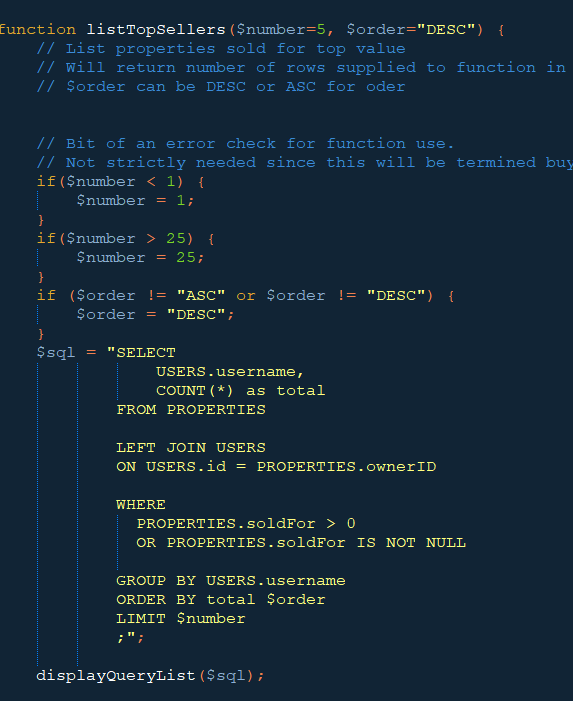 function listTopSellers($number=5, $order="DESC") {
// List properties sold for top value
// Will return number of rows supplied to function in
// $order can be DESC or ASC for oder
// Bit of an error check for function use.
// Not strictly needed since this will be termined buy
if($number < 1) {
$number = 1;
}
if($number > 25) {
$number = 25;
}
if ($order != "ASC" or $order != "DESC") {
$order = "DESC";
}
$sql = "SELECT
USERS.username,
COUNT(*) as total
FROM PROPERTIES
LEFT JOIN USERS
ON USERS.id = PROPERTIES.ownerID
WHERE
PROPERTIES.soldFor > 0
OR PROPERTIES.soldFor IS NOT NULL
GROUP BY USERS.username
ORDER BY total $order
LIMIT $number
;";
displayQueryList($sql);